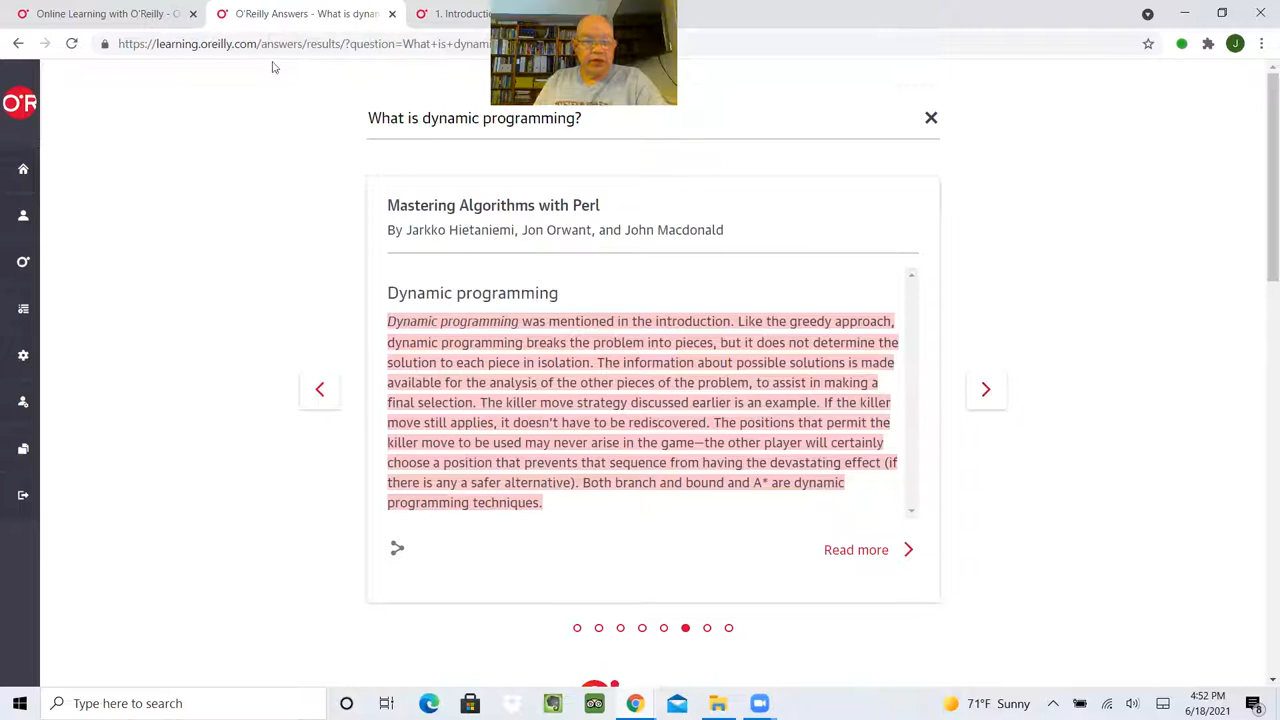 Online Learning with O'Reilly - O
O'Reilly Answers - What is dynam
1. Introduc
https://learning.oreilly.com/answers/results/?question=What+is+dynam
J
O'R
What is dynamic programming?
Mastering Algorithms with Perl
By Jarkko Hietaniemi, Jon Orwant, and John Macdonald
Dynamic programming
Dynamic programming was mentioned in the introduction. Like the greedy approach,
dynamic programming breaks the problem into pieces, but it does not determine the
solution to each piece in isolation. The information about possible solutions is made
available for the analysis of the other pieces of the problem, to assist in making a
final selection. The killer move strategy discussed earlier is an example. If the killer
move still applies, it doesn't have to be rediscovered. The positions that permit the
killer move to be used may never arise in the game—the other player will certainly
choose a position that prevents that sequence from having the devastating effect (if
there is any a safer alternative). Both branch and bound and A* are dynamic
programming techniques.
Read more
Type here to search
71°F Sunny
4:52 PM
6/18/2021
8